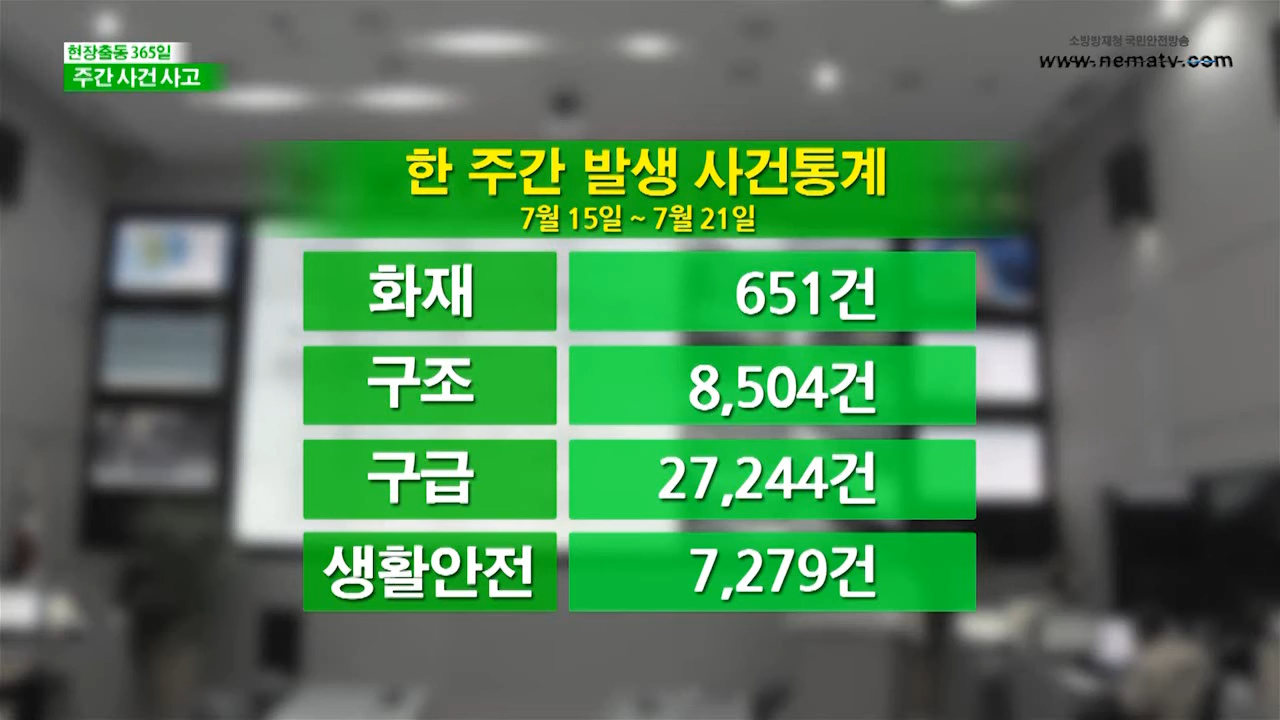 현장출동 365일
주간 사건 사고
소방방재청 국민안전방송
www.nematv.com
한 주간 발생 사건통계
7월 15일 ~ 7월 21일
화재 651건
구조 8,504건
구급 27,244건
생활안전 7,279건